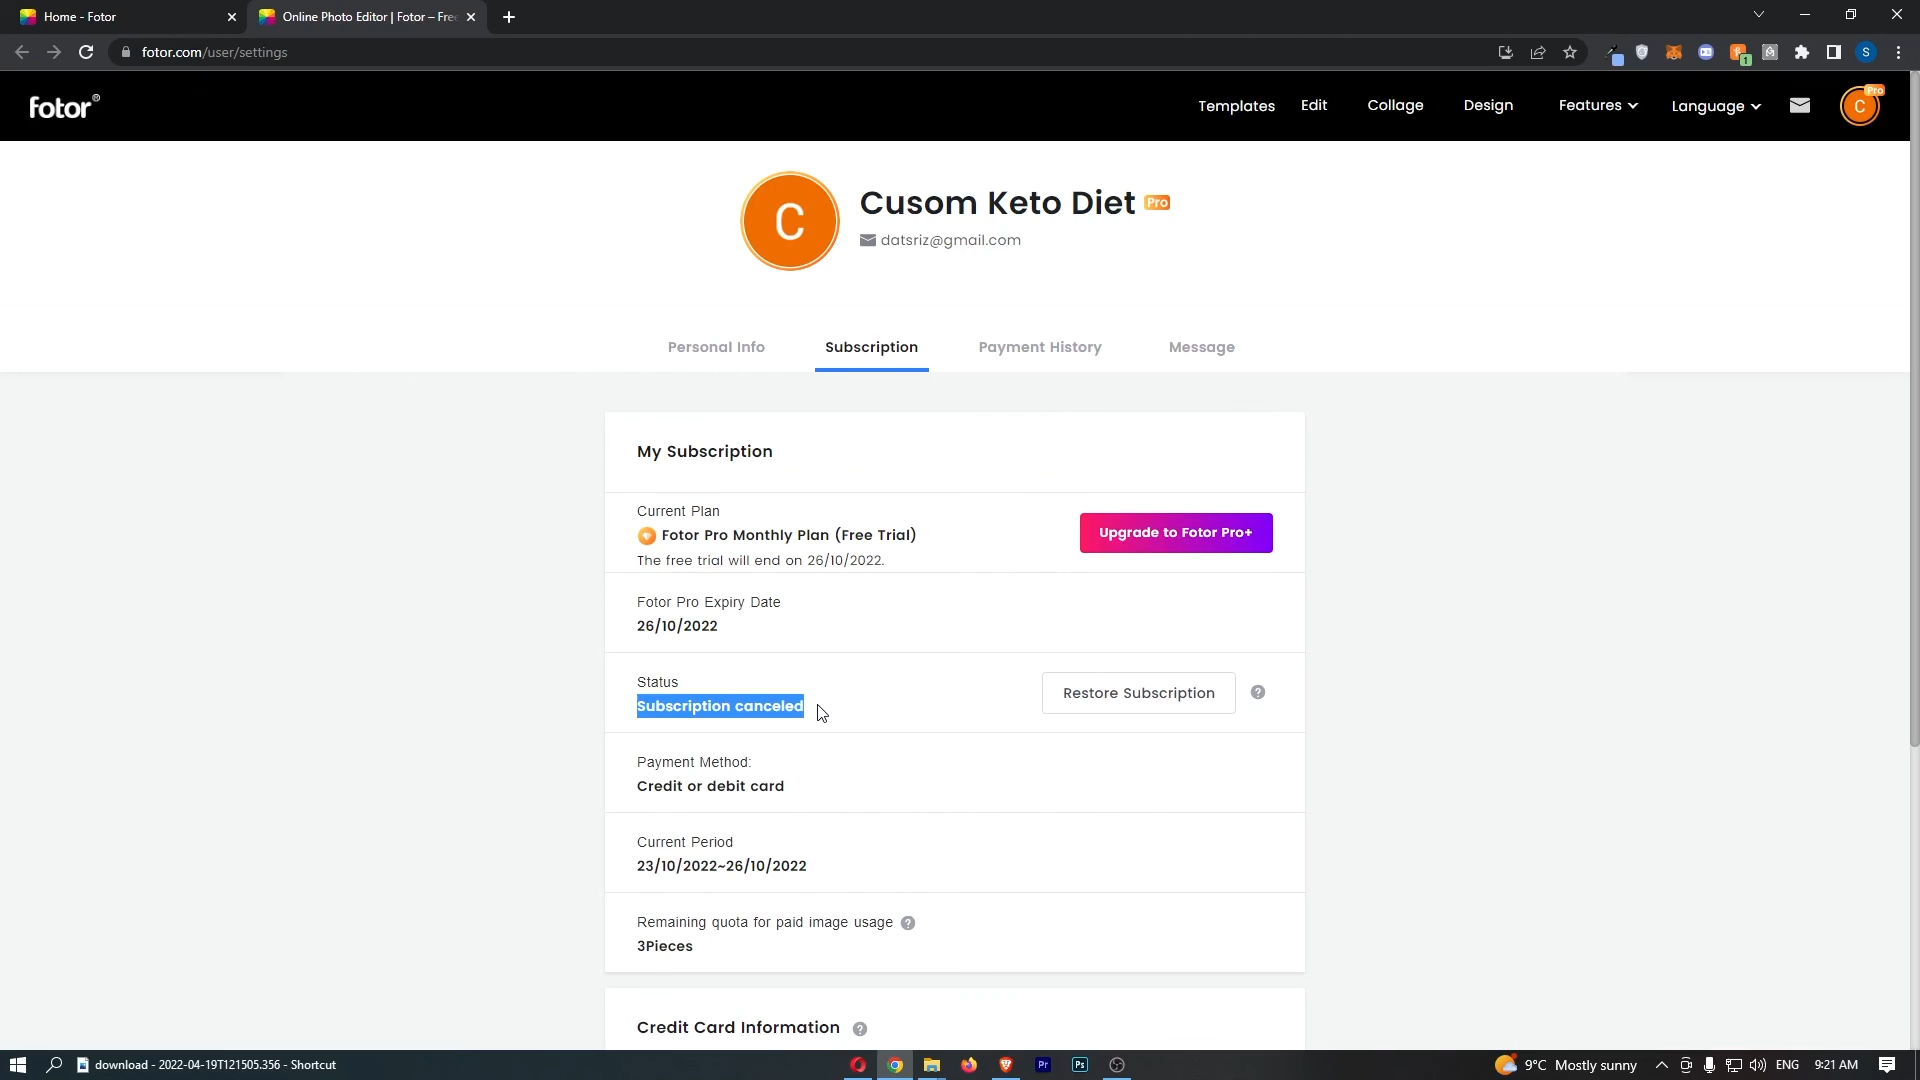 Home - Fotor
Online Photo Editor | Fotor – Free
fotor.com/user/settings
S
1
fotor®
Templates
Edit
Collage
Design
Features
Language
C
Pro
C
Cusom Keto Diet Pro
datsriz@gmail.com
Personal Info
Subscription
Payment History
Message
My Subscription
Current Plan
Fotor Pro Monthly Plan (Free Trial)
The free trial will end on 26/10/2022.
Upgrade to Fotor Pro+
Fotor Pro Expiry Date
26/10/2022
Status
Subscription canceled
Restore Subscription
?
Payment Method:
Credit or debit card
Current Period
23/10/2022~26/10/2022
Remaining quota for paid image usage ?
3Pieces
Credit Card Information ?
download - 2022-04-19T121505.356 - Shortcut
Pr
Ps
9°C Mostly sunny
ENG
9:21 AM